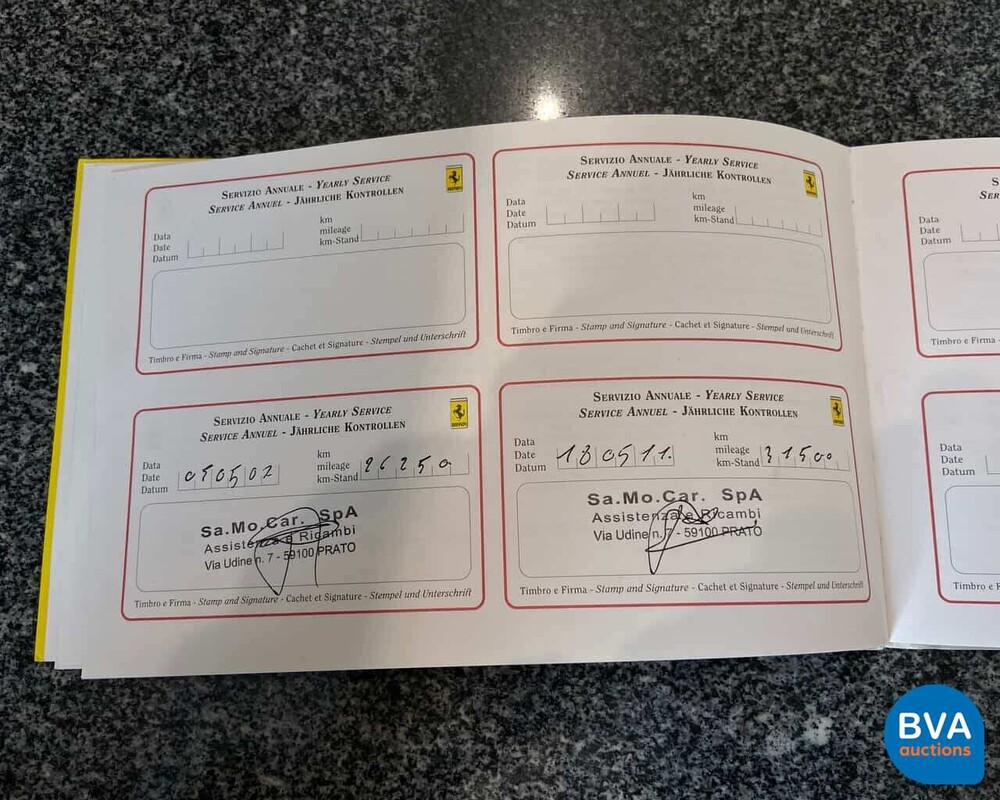 SERVIZIO ANNUALE - YEARLY SERVICE
SERVICE ANNUEL - JÄHRLICHE KONTROLLEN
Data
Date
Datum
km
mileage
km-Stand
Timbro e Firma - Stamp and Signature - Cachet et Signature - Stempel und Unterschrift
SERVIZIO ANNUALE - YEARLY SERVICE
SERVICE ANNUEL - JÄHRLICHE KONTROLLEN
Data
Date
Datum
km
mileage
km-Stand
Timbro e Firma - Stamp and Signature - Cachet et Signature - Stempel und Unterschrift
Data
Date
Datum
SERVIZIO ANNUALE - YEARLY SERVICE
SERVICE ANNUEL - JÄHRLICHE KONTROLLEN
Data
Date
Datum
km
mileage
km-Stand 26250
Sa.Mo.Car. SpA
Assistenza e Ricambi
Via Udine n. 7 - 59100 PRATO
Timbro e Firma - Stamp and Signature - Cachet et Signature - Stempel und Unterschrift
SERVIZIO ANNUALE - YEARLY SERVICE
SERVICE ANNUEL - JÄHRLICHE KONTROLLEN
Data
Date
Datum 180511.
km
mileage
km-Stand 31500
Sa.Mo.Car. SpA
Assistenza e Ricambi
Via Udine n. 7 - 59100 PRATO
Timbro e Firma - Stamp and Signature - Cachet et Signature - Stempel und Unterschrift
Data
Date
Datum
Timbro e
BVA
auctions